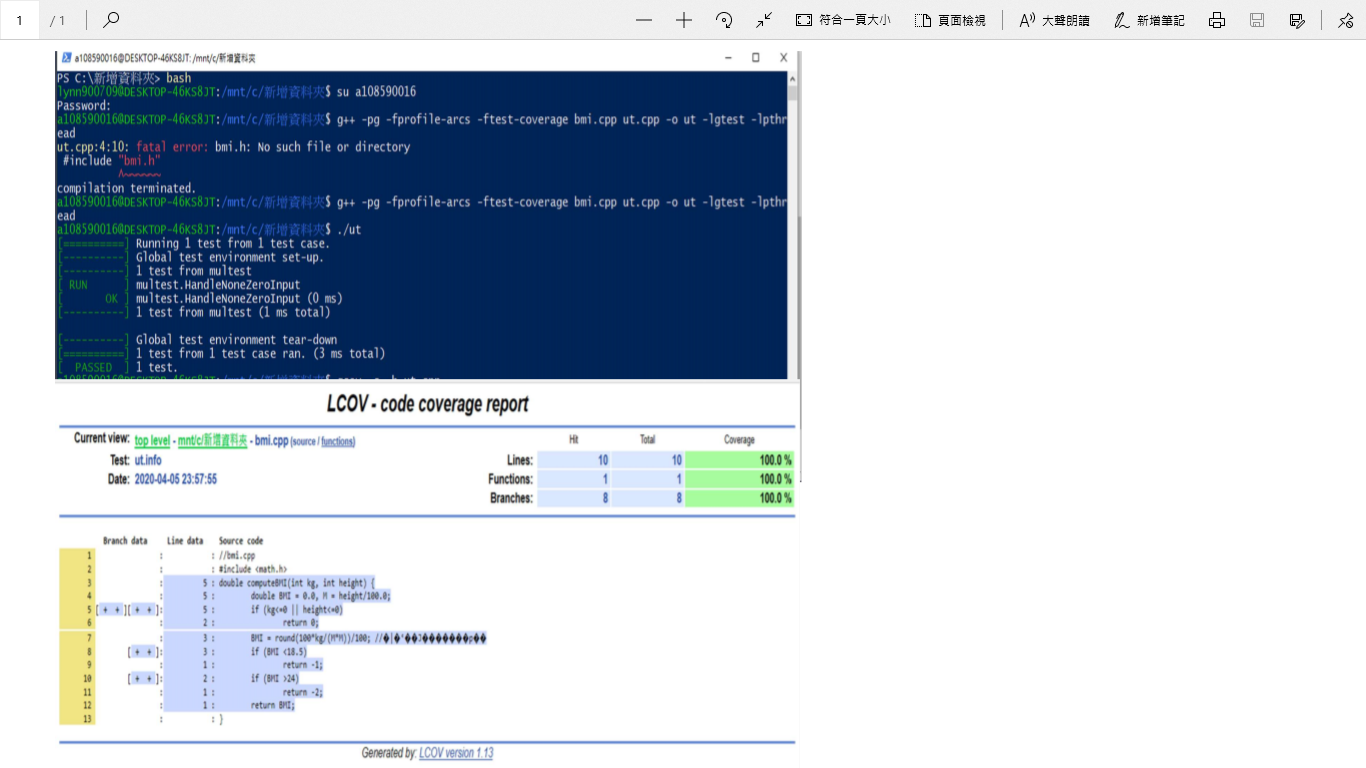 1 / 1 符合一頁大小 頁面檢視 大聲朗讀 新增筆記
a108590016@DESKTOP-46KS8JT: /mnt/c/新增資料夾
PS C:\新增資料夾> bash
lynn900709@DESKTOP-46KS8JT:/mnt/c/新增資料夾$ su a108590016
Password:
a108590016@DESKTOP-46KS8JT:/mnt/c/新增資料夾$ g++ -pg -fprofile-arcs -ftest-coverage bmi.cpp ut.cpp -o ut -lgtest -lpthr
ead
ut.cpp:4:10: fatal error: bmi.h: No such file or directory
#include "bmi.h"
^~~~~~~
compilation terminated.
a108590016@DESKTOP-46KS8JT:/mnt/c/新增資料夾$ g++ -pg -fprofile-arcs -ftest-coverage bmi.cpp ut.cpp -o ut -lgtest -lpthr
ead
a108590016@DESKTOP-46KS8JT:/mnt/c/新增資料夾$ ./ut
[==========] Running 1 test from 1 test case.
[----------] Global test environment set-up.
[----------] 1 test from multest
[ RUN      ] multest.HandleNoneZeroInput
[       OK ] multest.HandleNoneZeroInput (0 ms)
[----------] 1 test from multest (1 ms total)
[----------] Global test environment tear-down
[==========] 1 test from 1 test case ran. (3 ms total)
[  PASSED  ] 1 test.
LCOV - code coverage report
Current view: top level - mnt/c/新增資料夾 - bmi.cpp (source / functions) Hit Total Coverage
Test: ut.info Lines: 10 10 100.0 %
Date: 2020-04-05 23:57:55 Functions: 1 1 100.0 %
Branches: 8 8 100.0 %
Branch data Line data Source code
1 : : //bmi.cpp
2 : : #include <math.h>
3 : 5 : double computeBMI(int kg, int height) {
4 : 5 : double BMI = 0.0, M = height/100.0;
5 [ + + ][ + + ]: 5 : if (kg<=0 || height<=0)
6 : 2 : return 0;
7 : 3 : BMI = round(100*kg/(M*M))/100; //
8 [ + + ]: 3 : if (BMI <18.5)
9 : 1 : return -1;
10 [ + + ]: 2 : if (BMI >24)
11 : 1 : return -2;
12 : 1 : return BMI;
13 : : }
Generated by: LCOV version 1.13